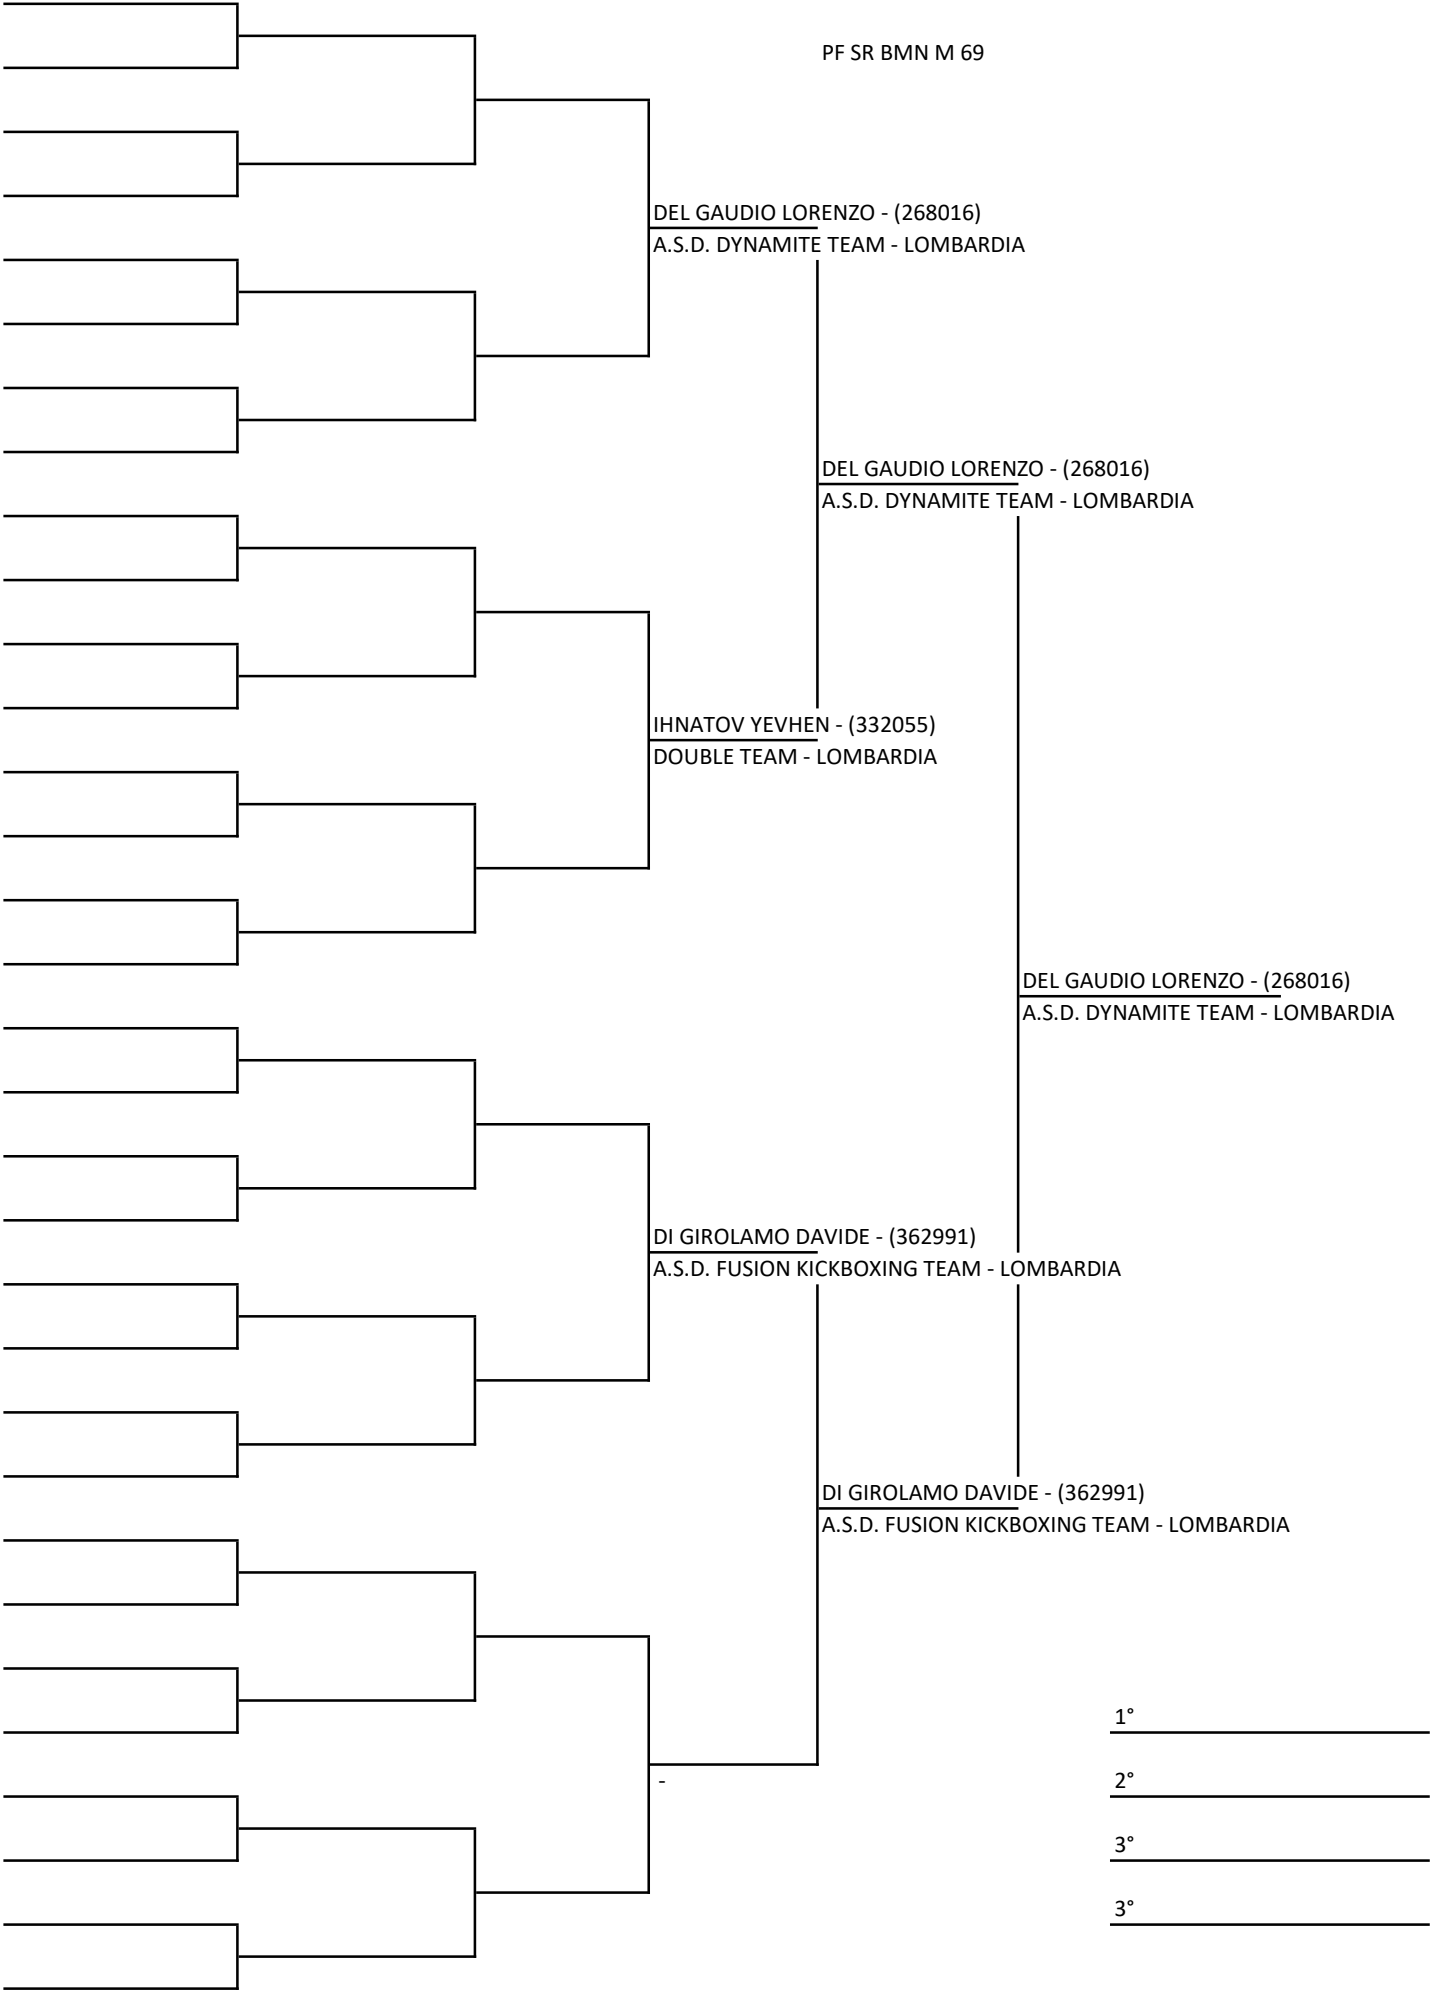 PF SR BMN M 69
DEL GAUDIO LORENZO - (268016)
A.S.D. DYNAMITE TEAM - LOMBARDIA
DEL GAUDIO LORENZO - (268016)
A.S.D. DYNAMITE TEAM - LOMBARDIA
IHNATOV YEVHEN - (332055)
DOUBLE TEAM - LOMBARDIA
DEL GAUDIO LORENZO - (268016)
A.S.D. DYNAMITE TEAM - LOMBARDIA
DI GIROLAMO DAVIDE - (362991)
A.S.D. FUSION KICKBOXING TEAM - LOMBARDIA
DI GIROLAMO DAVIDE - (362991)
A.S.D. FUSION KICKBOXING TEAM - LOMBARDIA
1°
-
2°
3°
3°